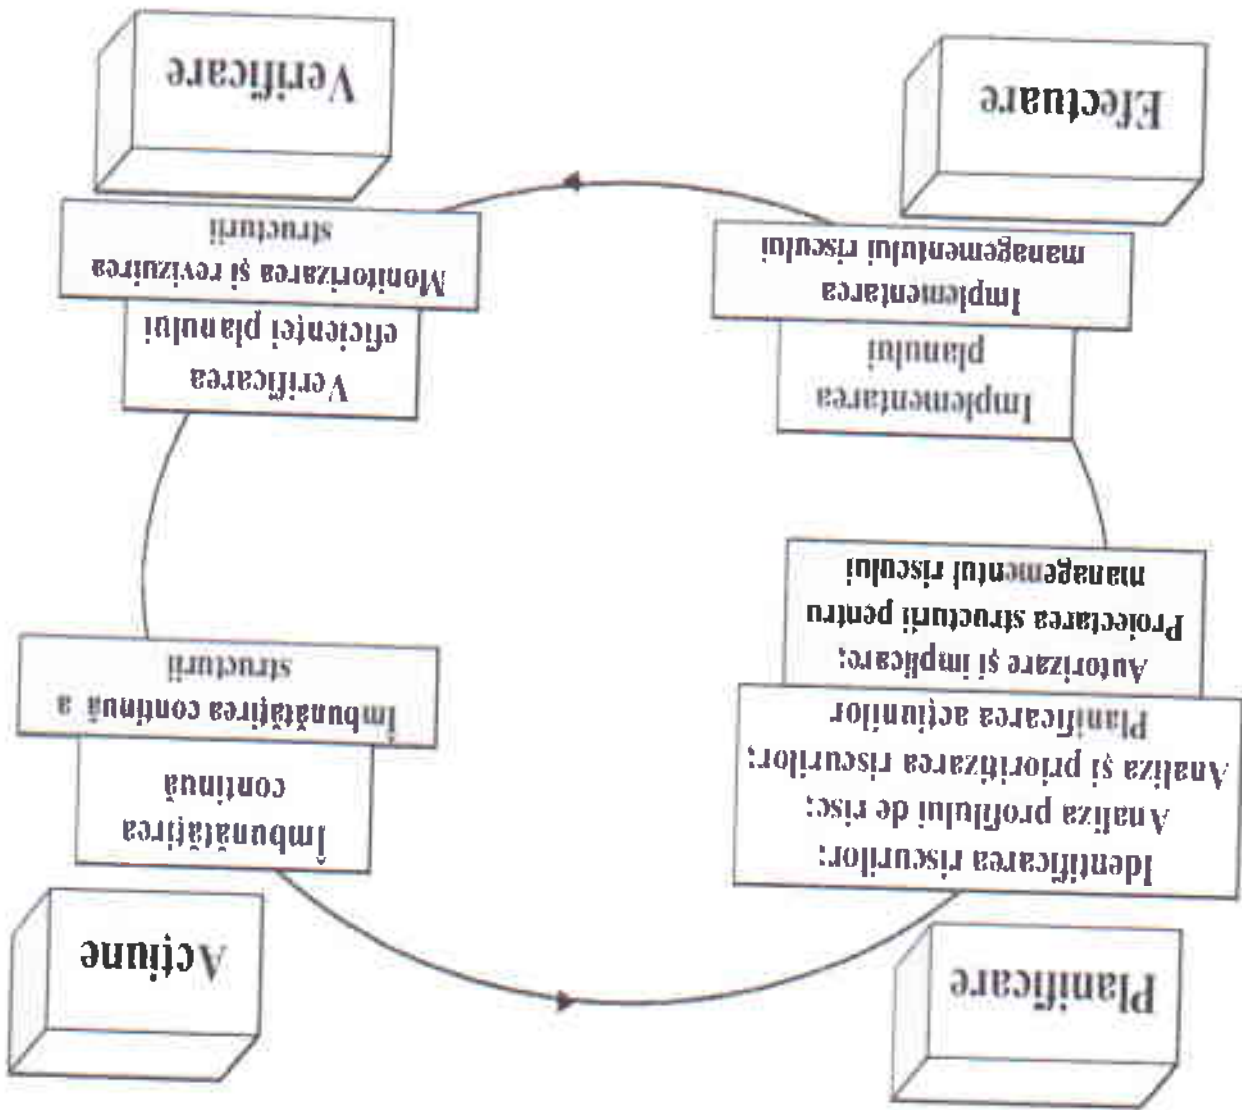 Planificare
Identificarea riscurilor;
Analiza profilului de risc;
Analiza și prioritizarea riscurilor;
Planificarea acțiunilor
Autorizare și implicare;
Proiectarea structurii pentru
managementul riscului
Acțiune
Îmbunătățirea
continuă
Îmbunătățirea continuă a
structurii
Implementarea
planului
Implementarea
managementului riscului
Efectuare
Verificarea
eficienței planului
Monitorizarea și revizuirea
structurii
Verificare